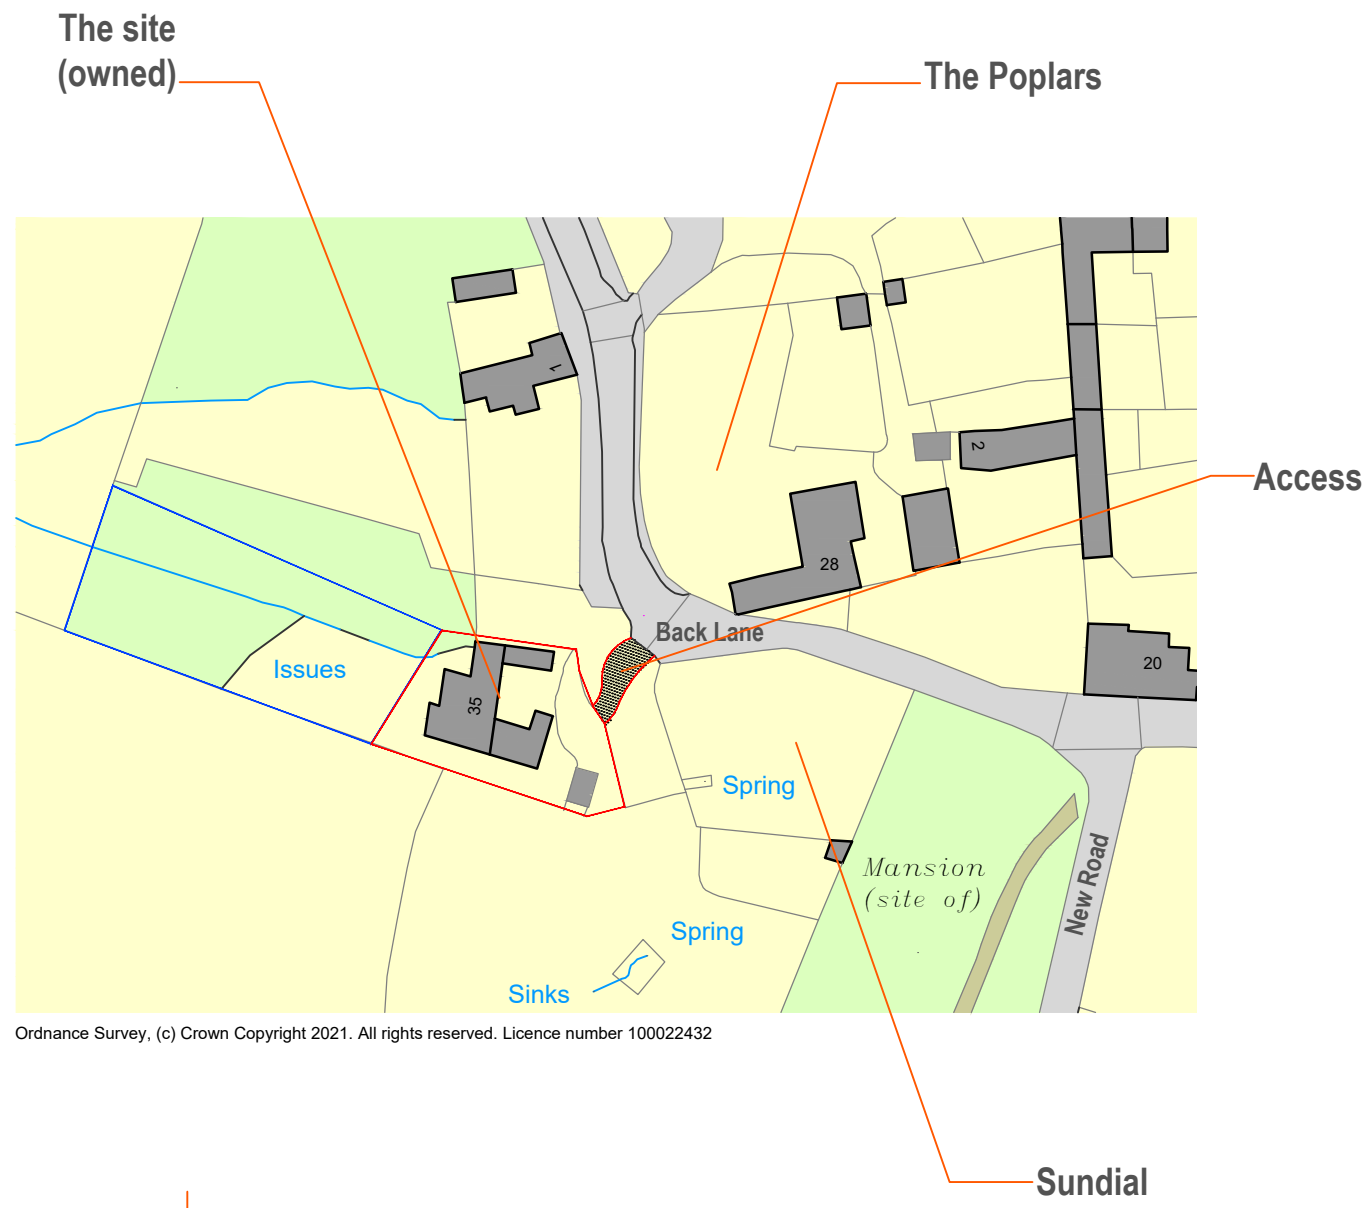 The site
(owned)
The Poplars
1
2
Access
28
Back Lane
20
Issues
35
Spring
Mansion
(site of)
New Road
Spring
Sinks
Ordnance Survey, (c) Crown Copyright 2021. All rights reserved. Licence number 100022432
Sundial